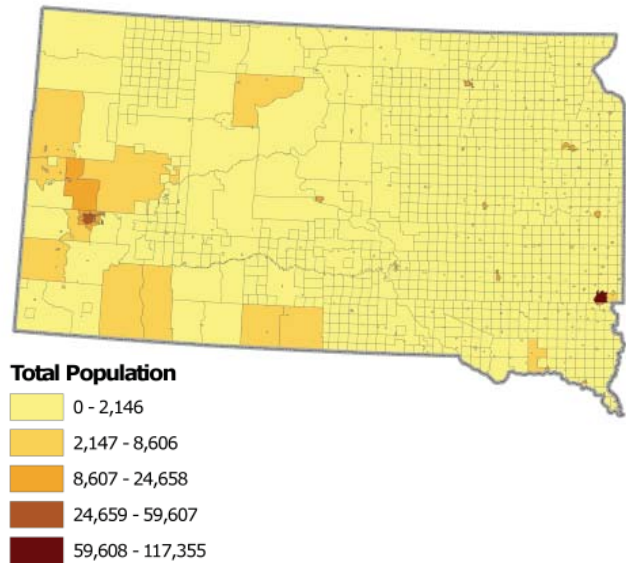 Total Population
0 - 2,146
2,147 - 8,606
8,607 - 24,658
24,659 - 59,607
59,608 - 117,355